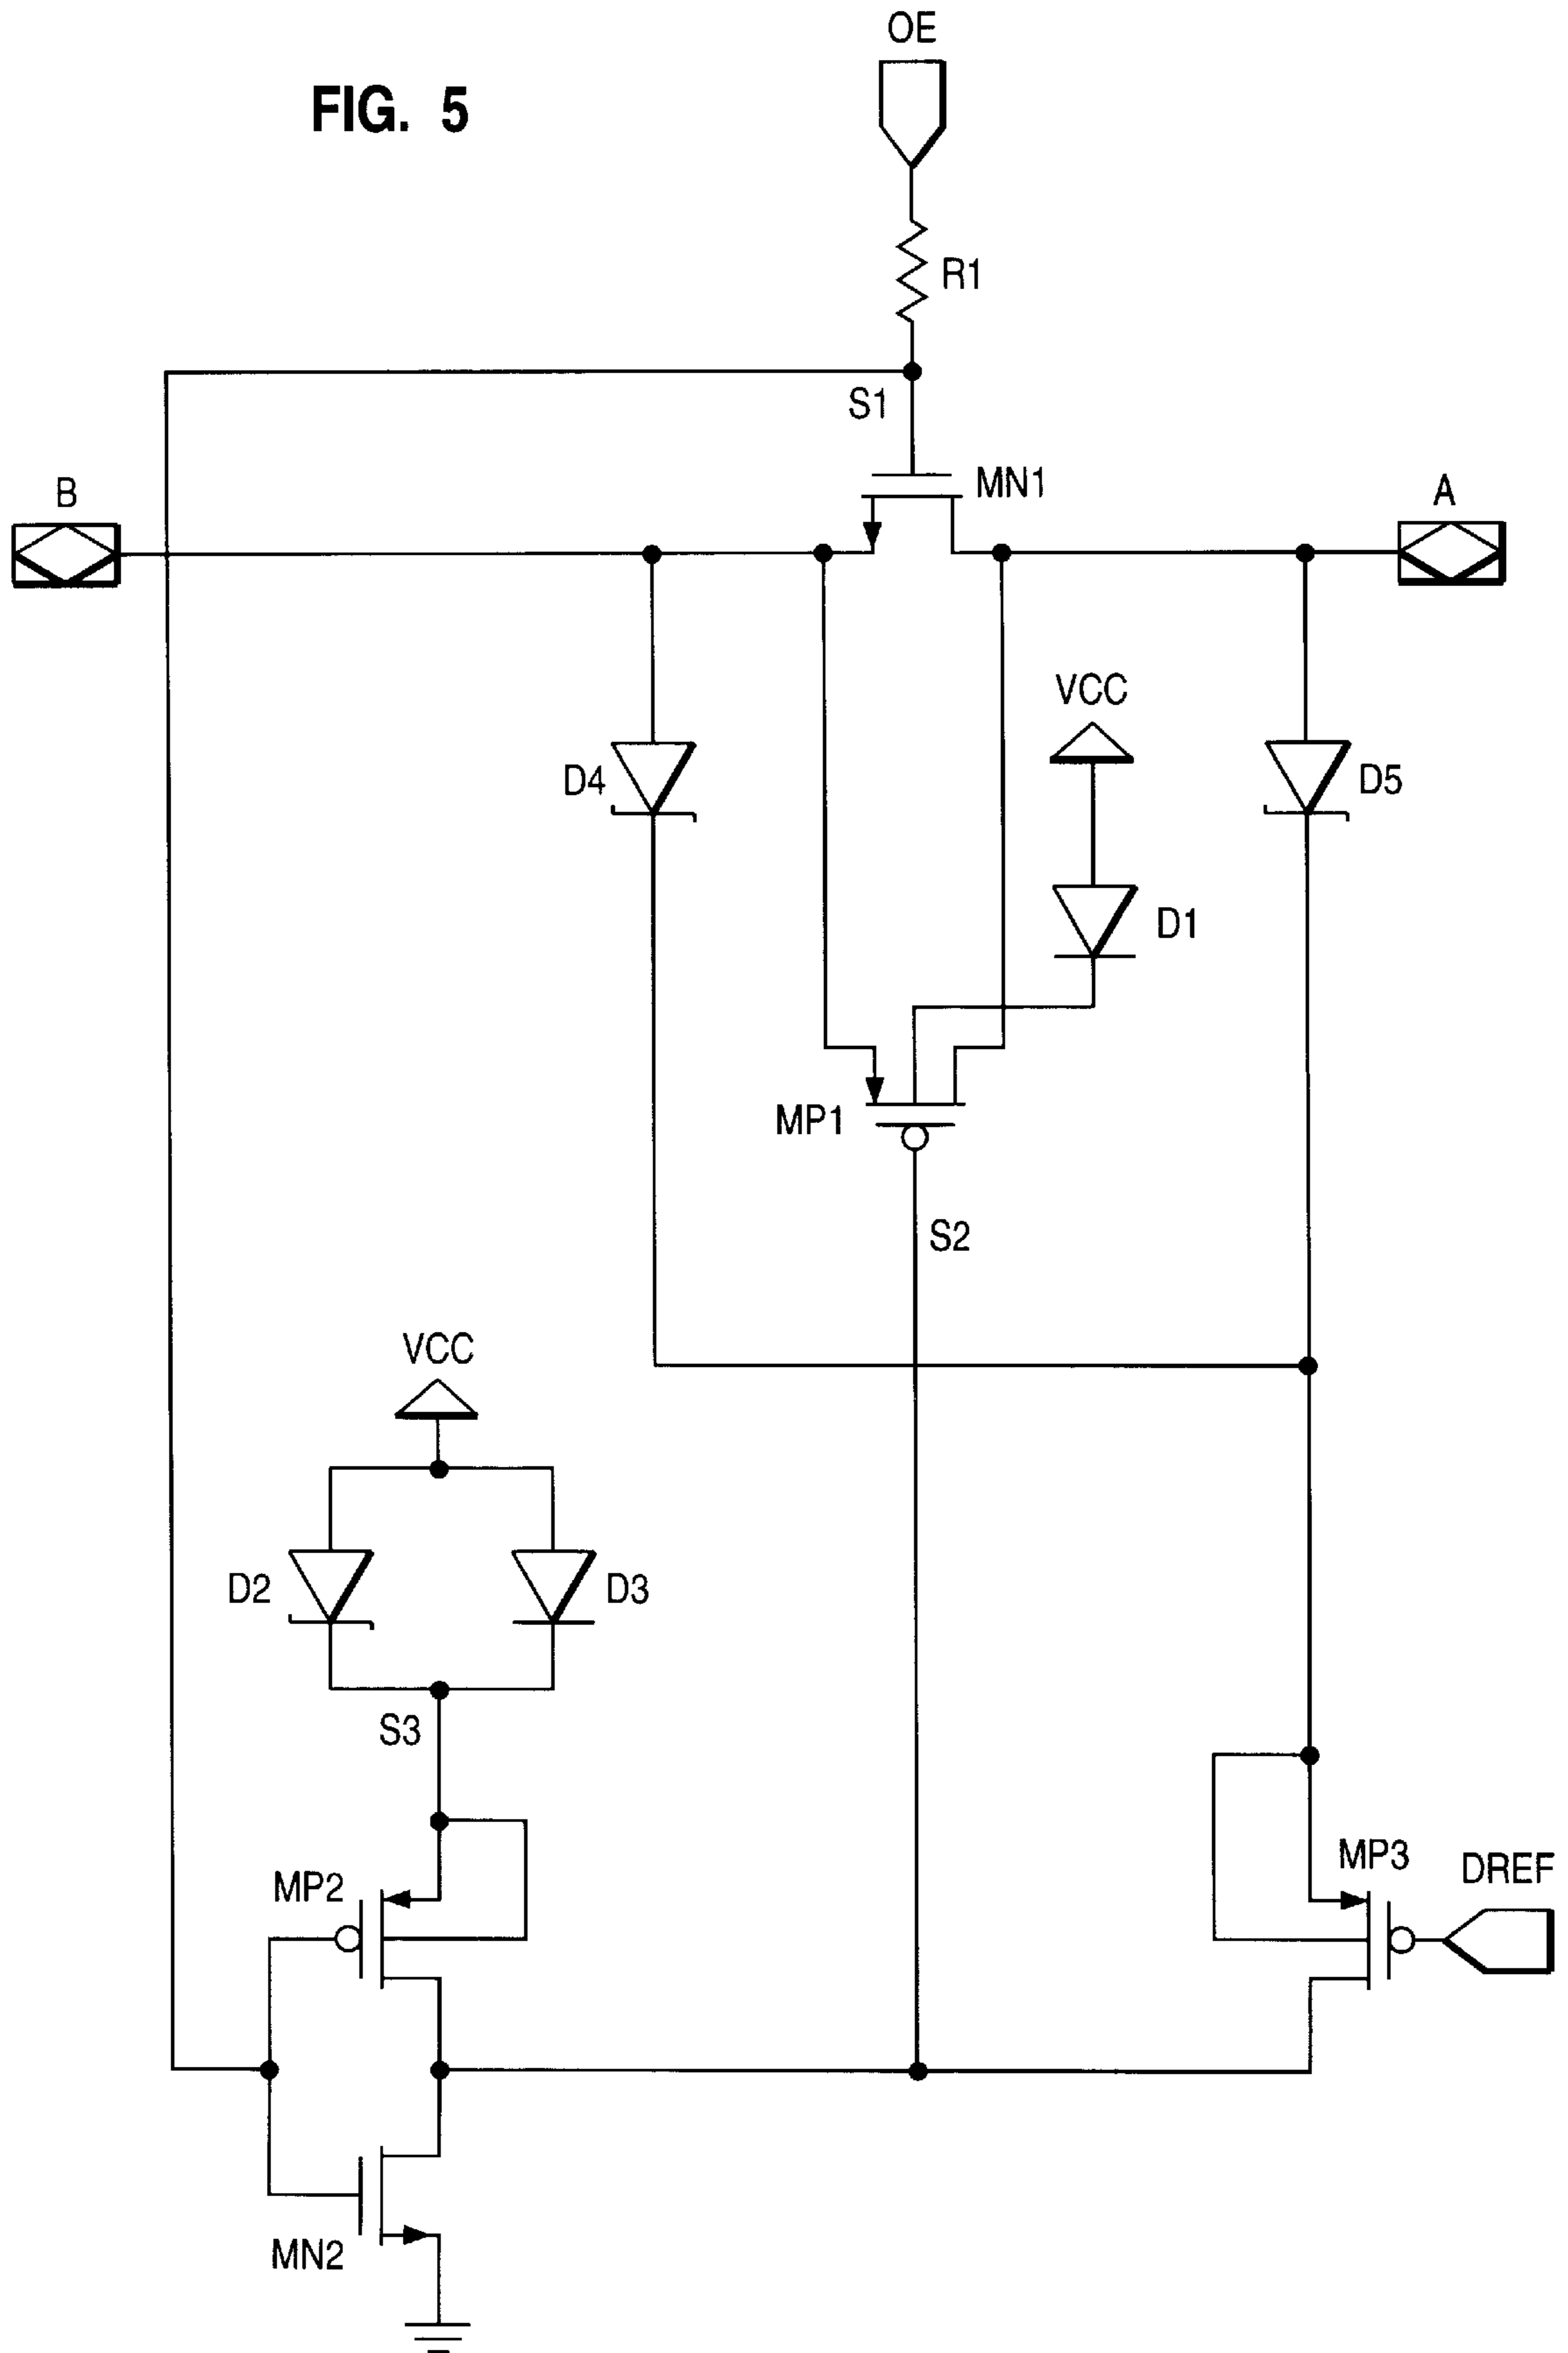 OE
FIG. 5
R1
S1
MN1
B
A
VCC
D4
D5
D1
MP1
S2
VCC
D2
D3
S3
MP3
DREF
MP2
MN2